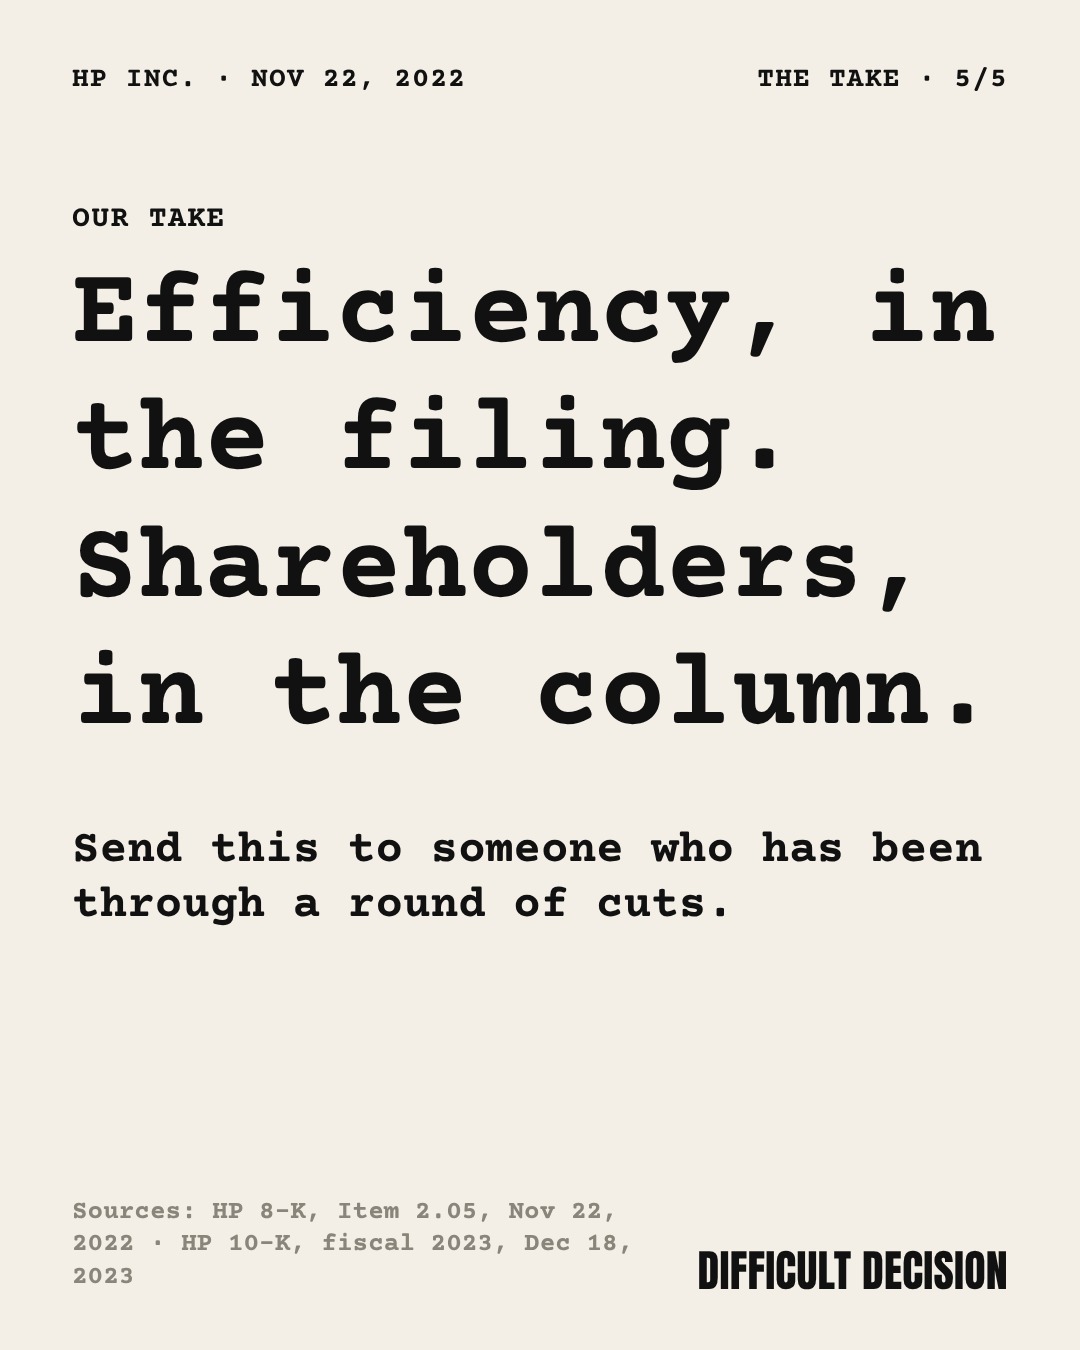 HP INC. · NOV 22, 2022
THE TAKE · 5/5
OUR TAKE
Efficiency, in
the filing.
Shareholders,
in the column.
Send this to someone who has been
through a round of cuts.
Sources: HP 8-K, Item 2.05, Nov 22,
2022 · HP 10-K, fiscal 2023, Dec 18,
2023
DIFFICULT DECISION